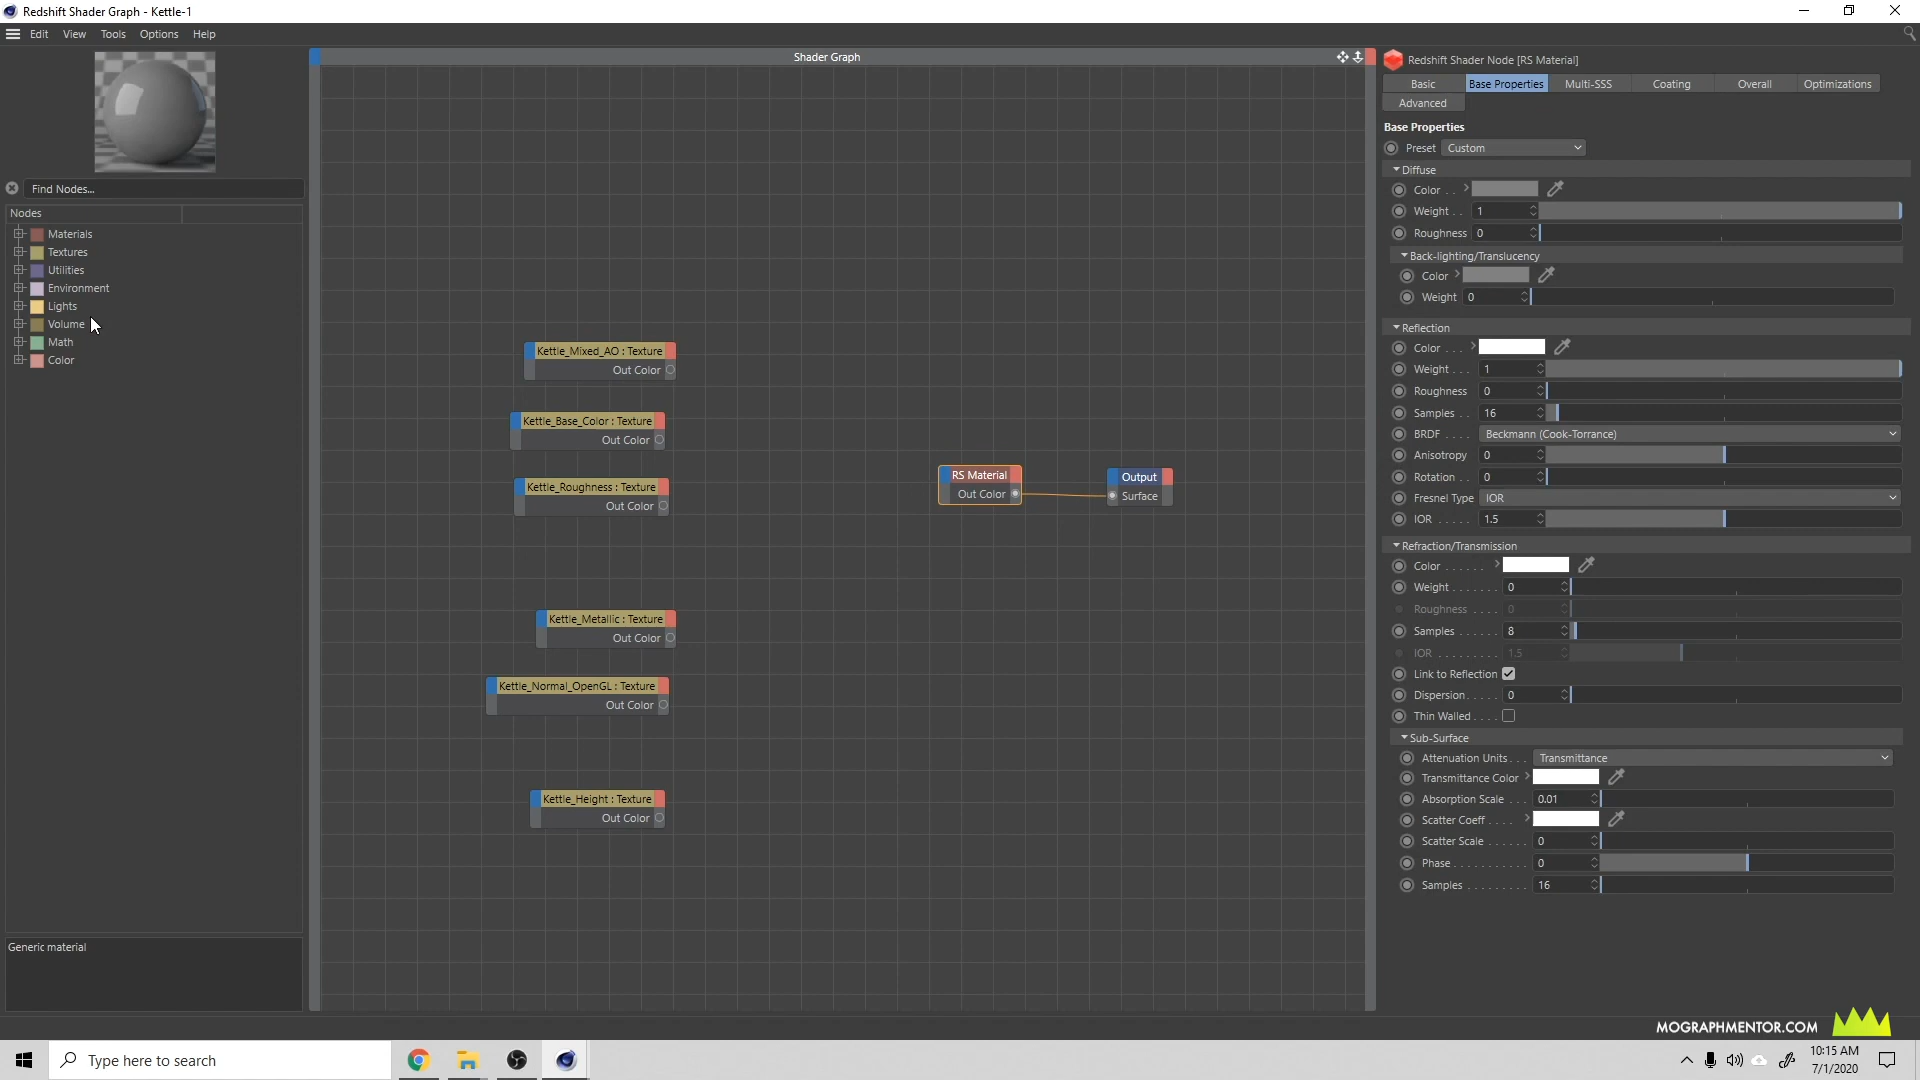 Redshift Shader Graph - Kettle-1
Edit View Tools Options Help
Find Nodes...
Nodes
Materials
Textures
Utilities
Environment
Lights
Volume
Math
Color
Generic material
Shader Graph
Kettle_Mixed_AO : Texture
Out Color
Kettle_Base_Color : Texture
Out Color
Kettle_Roughness : Texture
Out Color
Kettle_Metallic : Texture
Out Color
Kettle_Normal_OpenGL : Texture
Out Color
Kettle_Height : Texture
Out Color
RS Material
Out Color
Output
Surface
Redshift Shader Node [RS Material]
Basic Base Properties Multi-SSS Coating Overall Optimizations
Advanced
Base Properties
Preset Custom
Diffuse
Color . .
Weight . . 1
Roughness 0
Back-lighting/Translucency
Color
Weight 0
Reflection
Color . . .
Weight . . . 1
Roughness 0
Samples . . 16
BRDF . . . . Beckmann (Cook-Torrance)
Anisotropy 0
Rotation . . 0
Fresnel Type IOR
IOR . . . . . 1.5
Refraction/Transmission
Color . . . . . .
Weight . . . . . . . 0
Roughness . . . . 0
Samples . . . . . . 8
IOR . . . . . . . . . 1.5
Link to Reflection
Dispersion . . . . . 0
Thin Walled . . . .
Sub-Surface
Attenuation Units . . . Transmittance
Transmittance Color
Absorption Scale . . . 0.01
Scatter Coeff . . . .
Scatter Scale . . . . . . 0
Phase . . . . . . . . . . 0
Samples . . . . . . . . . 16
MOGRAPHMENTOR.COM
Type here to search
10:15 AM
7/1/2020